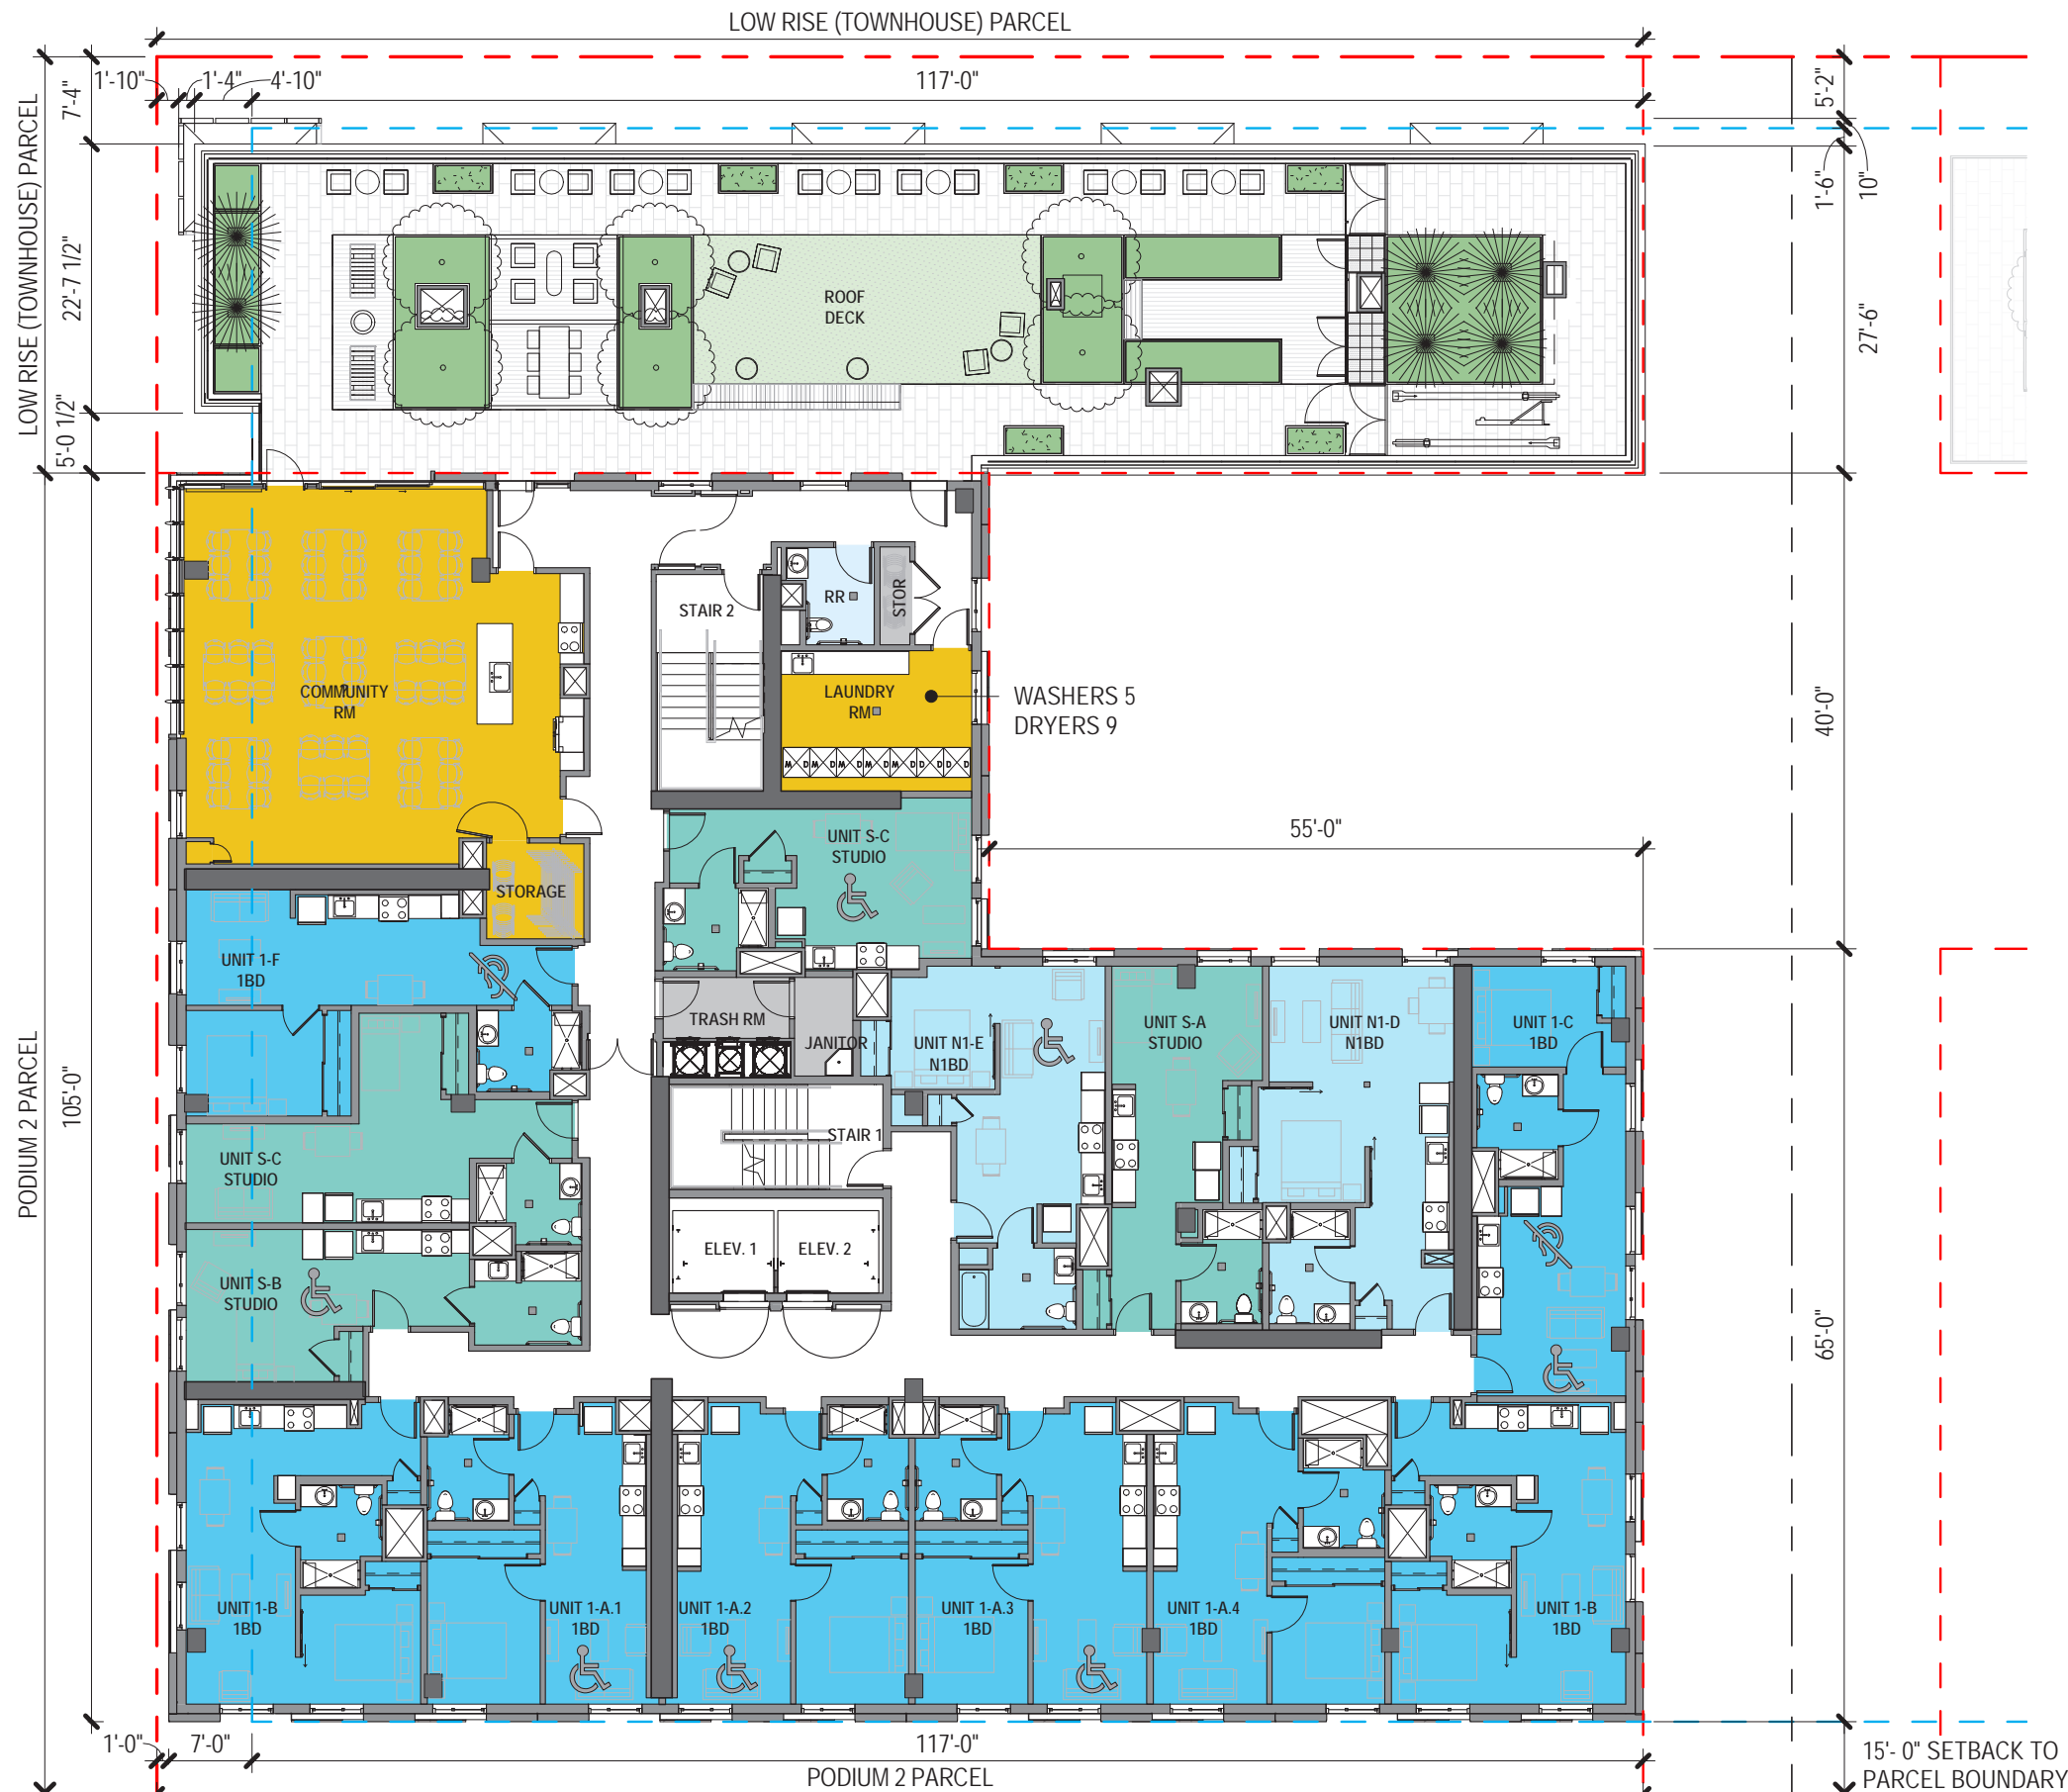 LOW RISE (TOWNHOUSE) PARCEL
1'-10"
1'-4"
4'-10"
117'-0"
7'-4"
5'-2"
LOW RISE (TOWNHOUSE) PARCEL
22'-7 1/2"
5'-0 1/2"
1'-6"
10"
27'-6"
ROOF
DECK
STAIR 2
RR
STOR
COMMUNITY
RM
LAUNDRY
RM
WASHERS 5
DRYERS 9
40'-0"
W D W D W D W D W D D D D D
55'-0"
UNIT S-C
STUDIO
STORAGE
UNIT 1-F
1BD
TRASH RM
JANITOR
UNIT N1-E
N1BD
UNIT S-A
STUDIO
UNIT N1-D
N1BD
UNIT 1-C
1BD
PODIUM 2 PARCEL
105'-0"
STAIR 1
UNIT S-C
STUDIO
ELEV. 1
ELEV. 2
UNIT S-B
STUDIO
65'-0"
UNIT 1-B
1BD
UNIT 1-A.1
1BD
UNIT 1-A.2
1BD
UNIT 1-A.3
1BD
UNIT 1-A.4
1BD
UNIT 1-B
1BD
1'-0"
7'-0"
117'-0"
PODIUM 2 PARCEL
15'- 0" SETBACK TO
PARCEL BOUNDARY